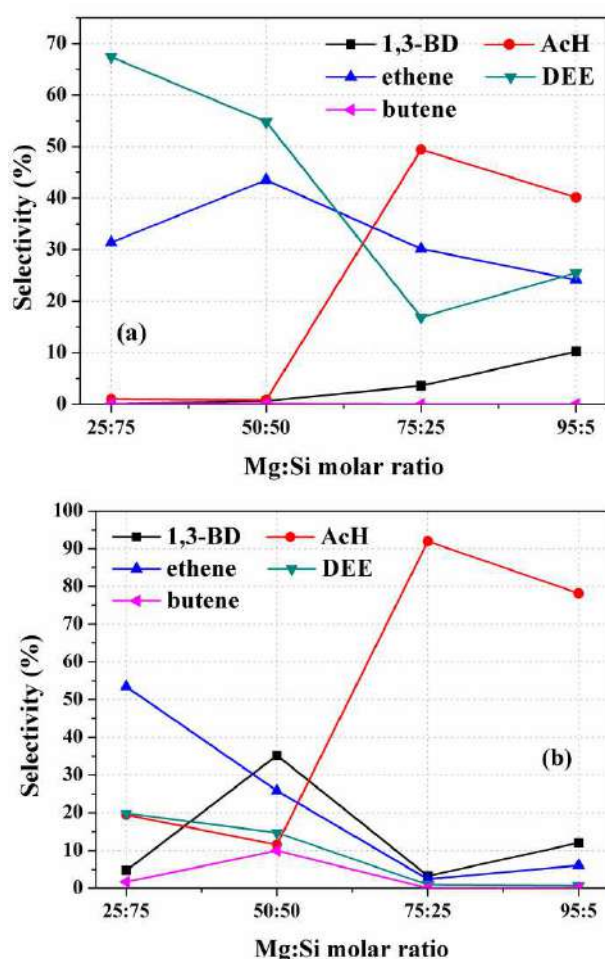 70
60
50
40
30
20
10
0
Selectivity (%)
1,3-BD AcH
ethene DEE
butene
(a)
25:75 50:50 75:25 95:5
Mg:Si molar ratio
100
90
80
70
60
50
40
30
20
10
0
Selectivity (%)
1,3-BD AcH
ethene DEE
butene
(b)
25:75 50:50 75:25 95:5
Mg:Si molar ratio